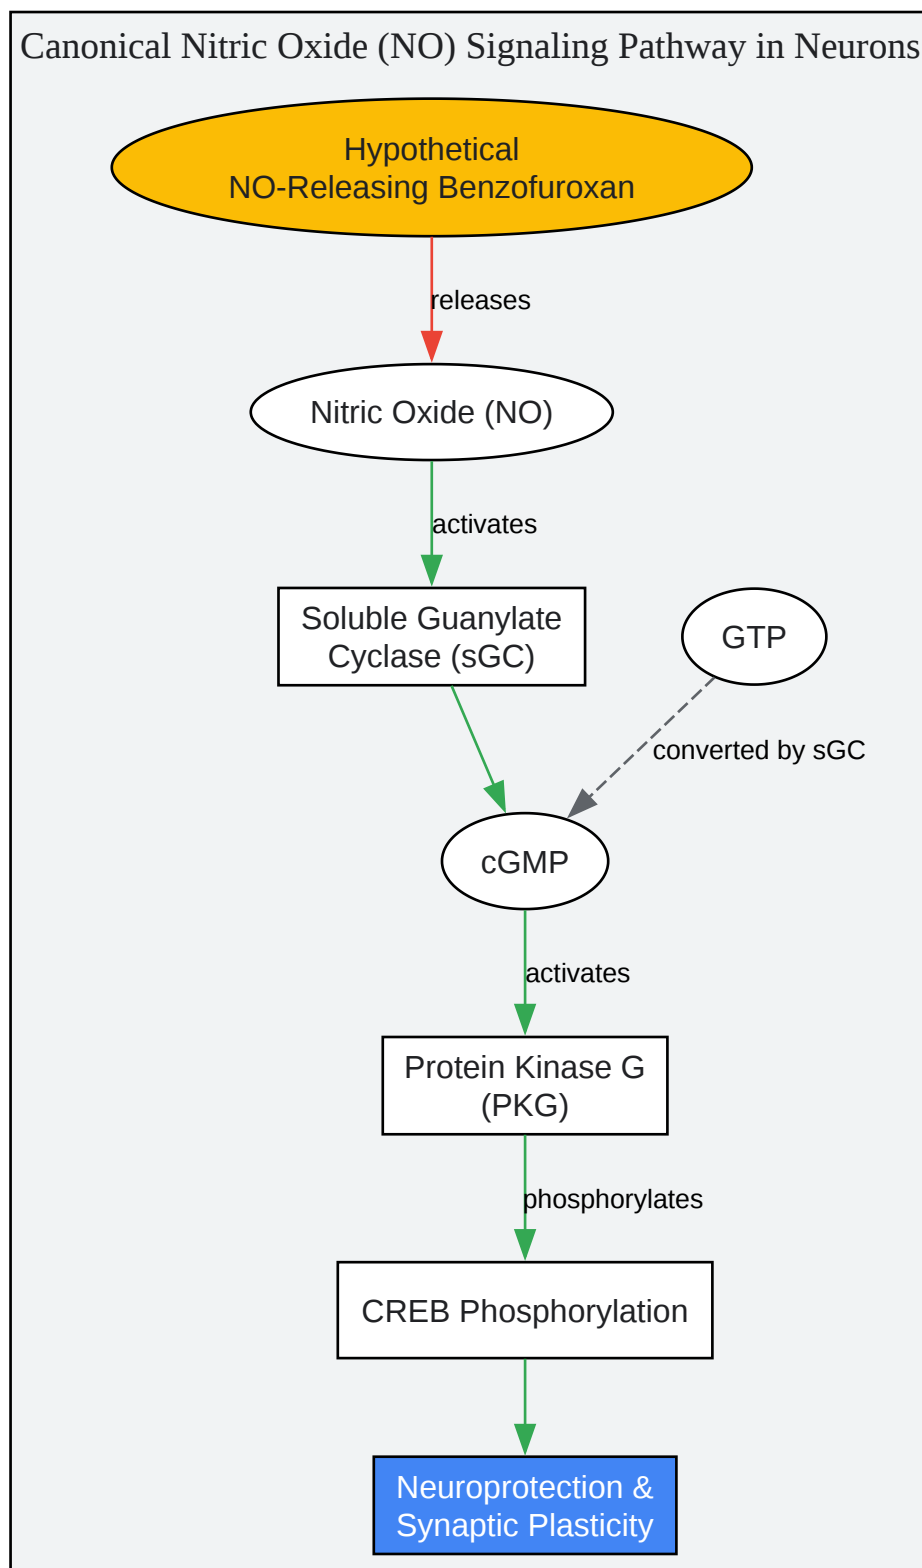 Canonical Nitric Oxide (NO) Signaling Pathway in Neurons
Hypothetical
NO-Releasing Benzofuroxan
releases
Nitric Oxide (NO)
activates
Soluble Guanylate
Cyclase (sGC)
GTP
converted by sGC
cGMP
activates
Protein Kinase G
(PKG)
phosphorylates
CREB Phosphorylation
Neuroprotection &
Synaptic Plasticity